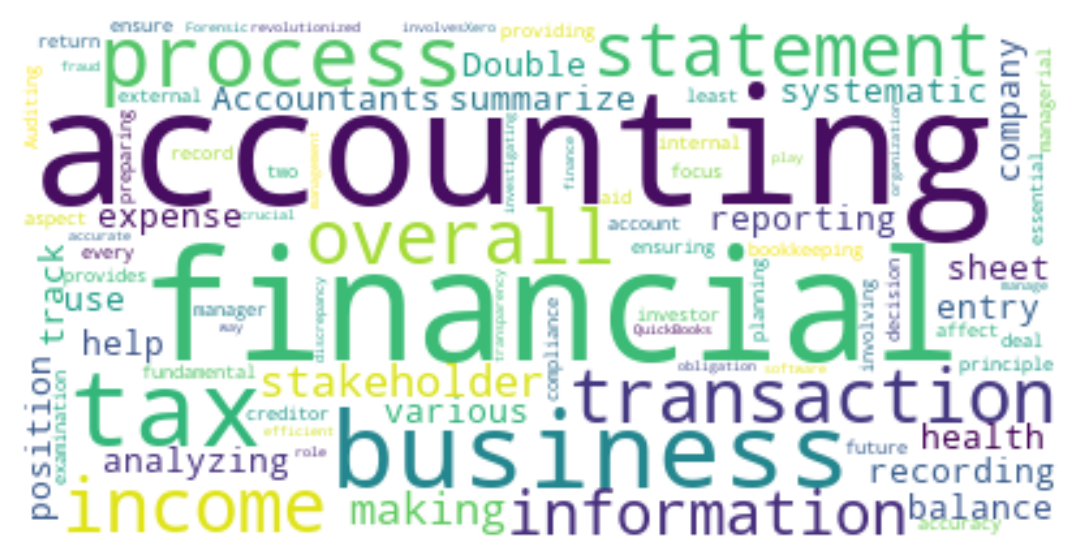 ensure Forensic revolutionized involvesXero providing
return process Double statement
fraud external Accountants summarize least systematic company managerial
Auditing accounting
preparing record two management investigating finance internal focus play organization
aspect expense crucial overall aid account reporting essential
accurate every ensuring bookkeeping
track provides financial sheet
use manager way discrepancy transparency investor QuickBooks planning involving decision entry manage
help compliance affect deal
position fundamental stakeholder obligation software principle
examination tax creditor various transaction
efficient business future health
analyzing role recording
income making information balance
accuracy